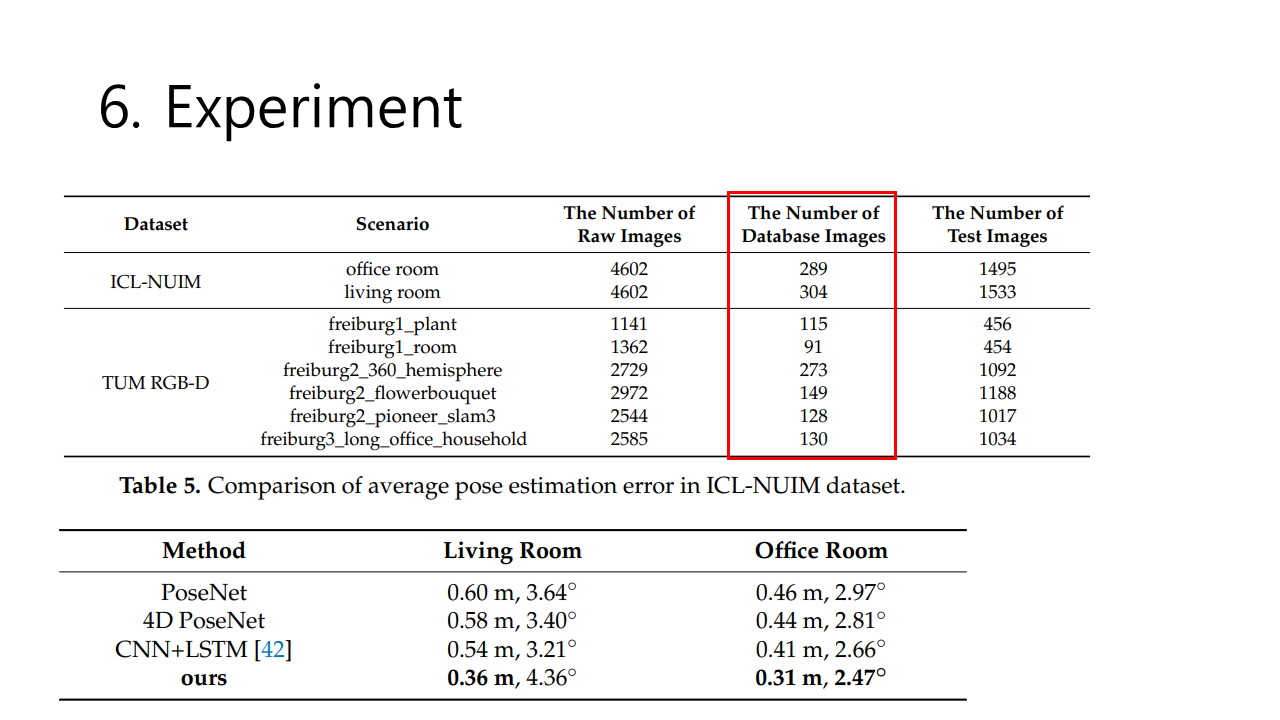 6. Experiment
Dataset Scenario The Number of Raw Images The Number of Database Images The Number of Test Images
ICL-NUIM office room 4602 289 1495
living room 4602 304 1533
TUM RGB-D freiburg1_plant 1141 115 456
freiburg1_room 1362 91 454
freiburg2_360_hemisphere 2729 273 1092
freiburg2_flowerbouquet 2972 149 1188
freiburg2_pioneer_slam3 2544 128 1017
freiburg3_long_office_household 2585 130 1034
Table 5. Comparison of average pose estimation error in ICL-NUIM dataset.
Method Living Room Office Room
PoseNet 0.60 m, 3.64° 0.46 m, 2.97°
4D PoseNet 0.58 m, 3.40° 0.44 m, 2.81°
CNN+LSTM [42] 0.54 m, 3.21° 0.41 m, 2.66°
ours 0.36 m, 4.36° 0.31 m, 2.47°